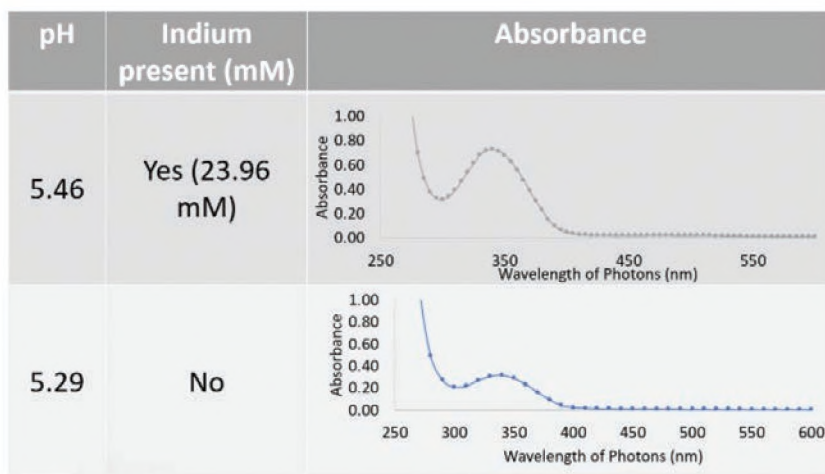 pH
Indium
present (mM)
Absorbance
5.46
Yes (23.96
mM)
Absorbance
1.00
0.80
0.60
0.40
0.20
0.00
250 350 450 550
Wavelength of Photons (nm)
5.29
No
Absorbance
1.00
0.80
0.60
0.40
0.20
0.00
250 300 350 400 450 500 550 600
Wavelength of Photons (nm)